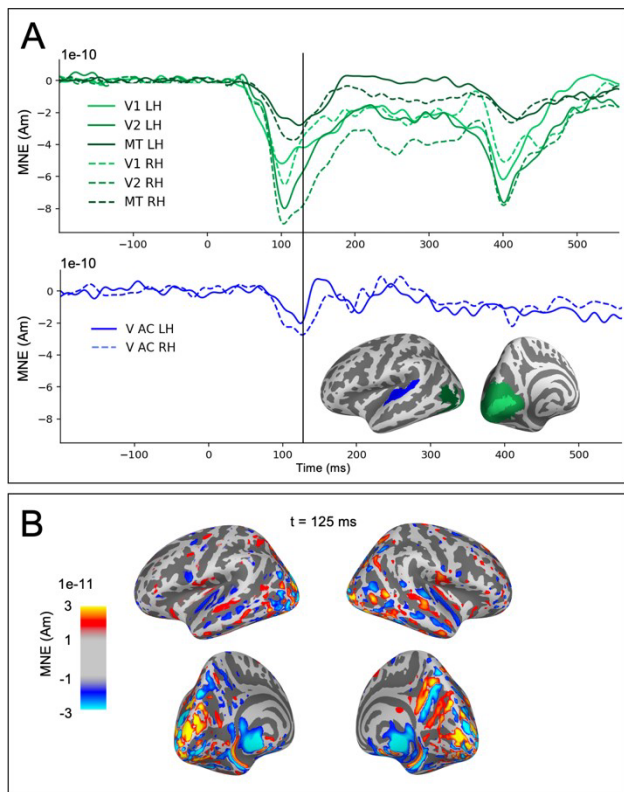 A
1e-10
0
-2
-4
-6
-8
MNE (Am)
V1 LH
V2 LH
MT LH
V1 RH
V2 RH
MT RH
-100
0
100
200
300
400
500
1e-10
0
-2
-4
-6
-8
MNE (Am)
V AC LH
V AC RH
-100
0
100
200
300
400
500
Time (ms)
B
t = 125 ms
1e-11
3
1
-1
-3
MNE (Am)